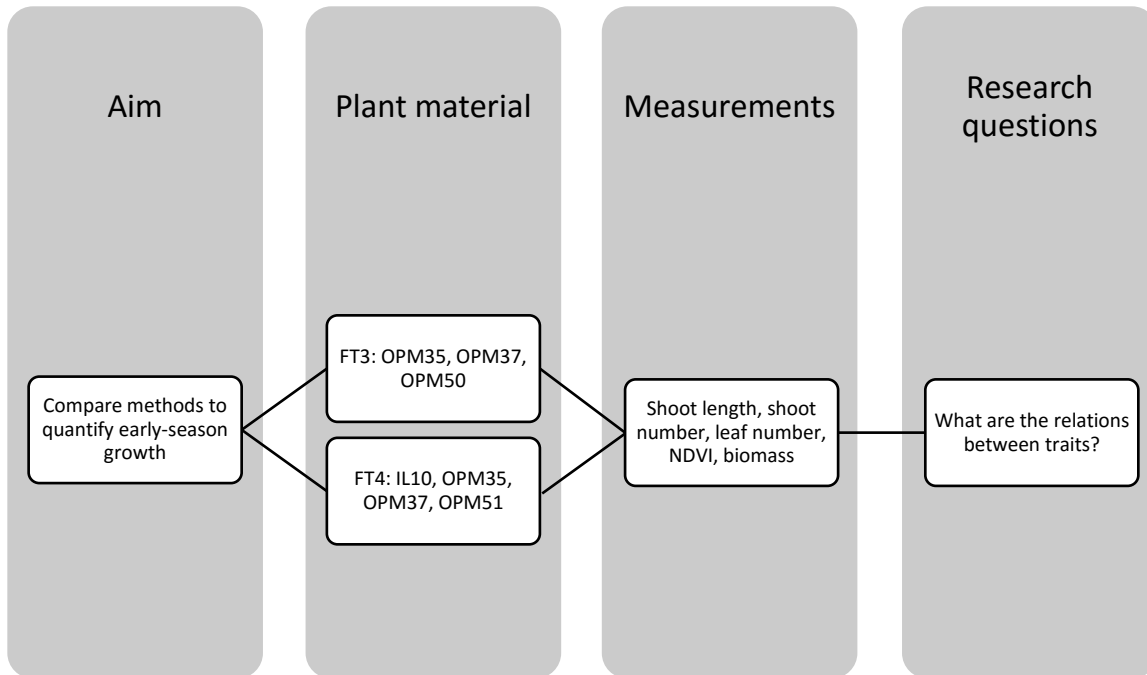 Aim
Plant material
Measurements
Research
questions
Compare methods to
quantify early-season
growth
FT3: OPM35, OPM37,
OPM50
FT4: IL10, OPM35,
OPM37, OPM51
Shoot length, shoot
number, leaf number,
NDVI, biomass
What are the relations
between traits?